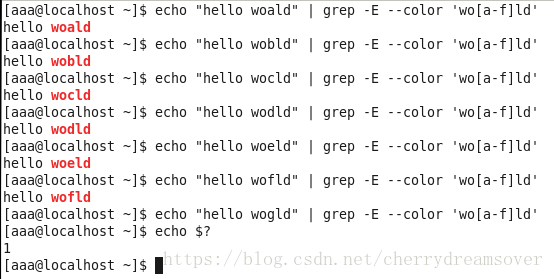 [aaa@localhost ~]$ echo "hello woald" | grep -E --color 'wo[a-f]ld'
hello woald
[aaa@localhost ~]$ echo "hello wobld" | grep -E --color 'wo[a-f]ld'
hello wobld
[aaa@localhost ~]$ echo "hello wocld" | grep -E --color 'wo[a-f]ld'
hello wocld
[aaa@localhost ~]$ echo "hello wodld" | grep -E --color 'wo[a-f]ld'
hello wodld
[aaa@localhost ~]$ echo "hello woeld" | grep -E --color 'wo[a-f]ld'
hello woeld
[aaa@localhost ~]$ echo "hello wofld" | grep -E --color 'wo[a-f]ld'
hello wofld
[aaa@localhost ~]$ echo "hello wogld" | grep -E --color 'wo[a-f]ld'
[aaa@localhost ~]$ echo $?
1
[aaa@localhost ~]$ https://blog.csdn.net/cherrydreamsover